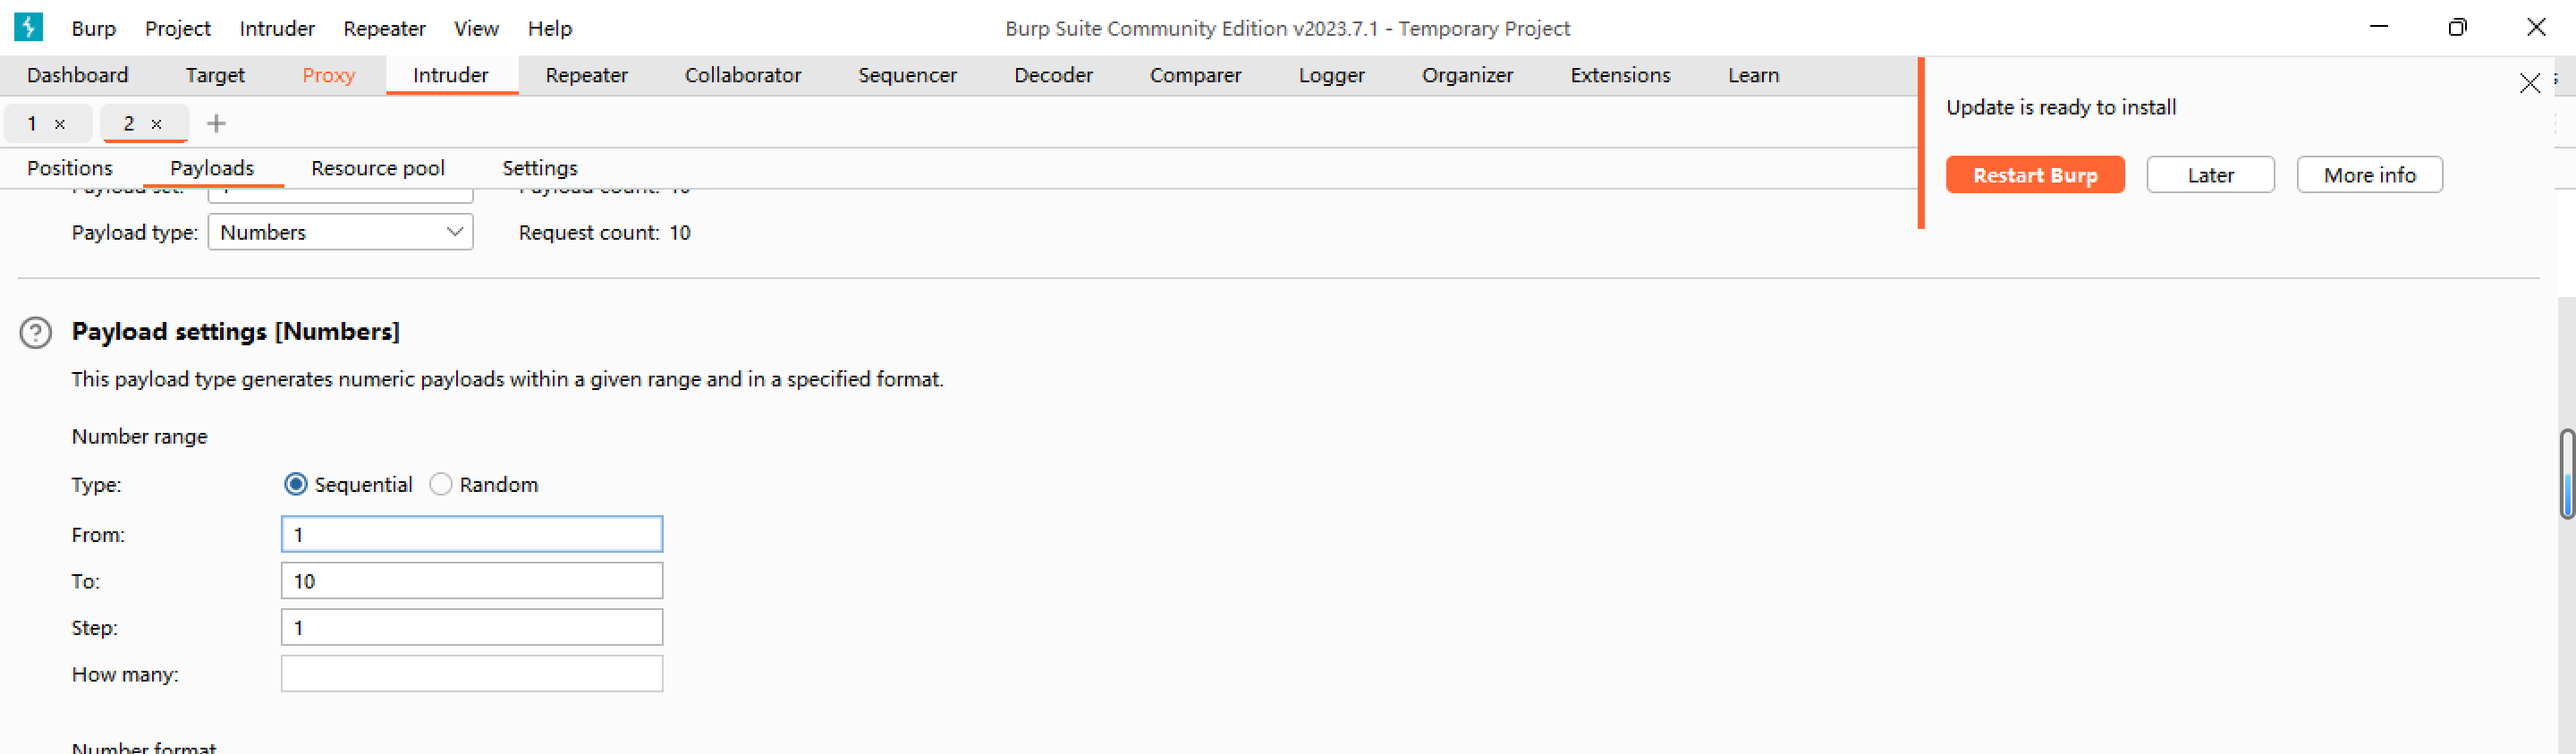 Burp Project Intruder Repeater View Help Burp Suite Community Edition v2023.7.1 - Temporary Project
Dashboard Target Proxy Intruder Repeater Collaborator Sequencer Decoder Comparer Logger Organizer Extensions Learn
Update is ready to install
1 × 2 × +
Positions Payloads Resource pool Settings
Restart Burp Later More info
Payload type: Numbers Request count: 10
Payload settings [Numbers]
This payload type generates numeric payloads within a given range and in a specified format.
Number range
Type: Sequential Random
From: 1
To: 10
Step: 1
How many:
Number format